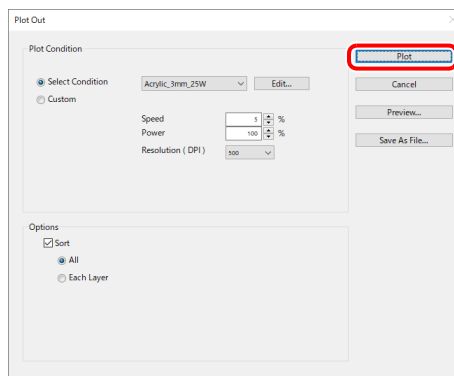 Plot Out
Plot Condition
Select Condition
Acrylic_3mm_25W
Edit...
Custom
Speed
5
%
Power
100
%
Resolution ( DPI )
500
Plot
Cancel
Preview...
Save As File...
Options
Sort
All
Each Layer